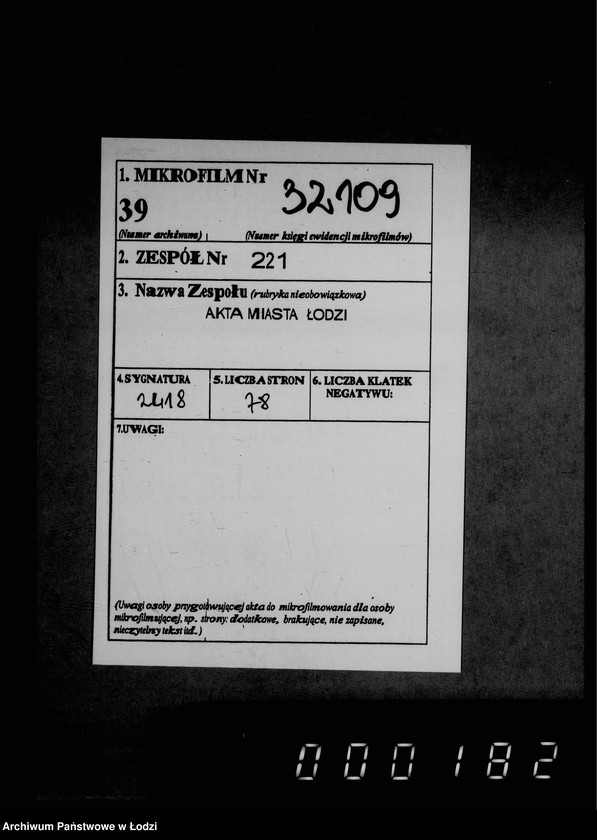 1. MIKROFILM Nr 32109
39
(Numer archiwum) (Numer księgi ewidencji mikrofilmów)
2. ZESPÓŁ Nr 221
3. Nazwa Zespołu (rubryka nieobowiązkowa)
AKTA MIASTA ŁODZI
4. SYGNATURA 5. LICZBA STRON 6. LICZBA KLATEK
NEGATYWU:
2418 78
7. UWAGI:
(Uwagi osoby przygotowującej akta do mikrofilmowania dla osoby
mikrofilmującej, np. strony: dodatkowe, brakujące, nie zapisane,
nieczytelny tekst itd.)
000182
Archiwum Państwowe w Łodzi